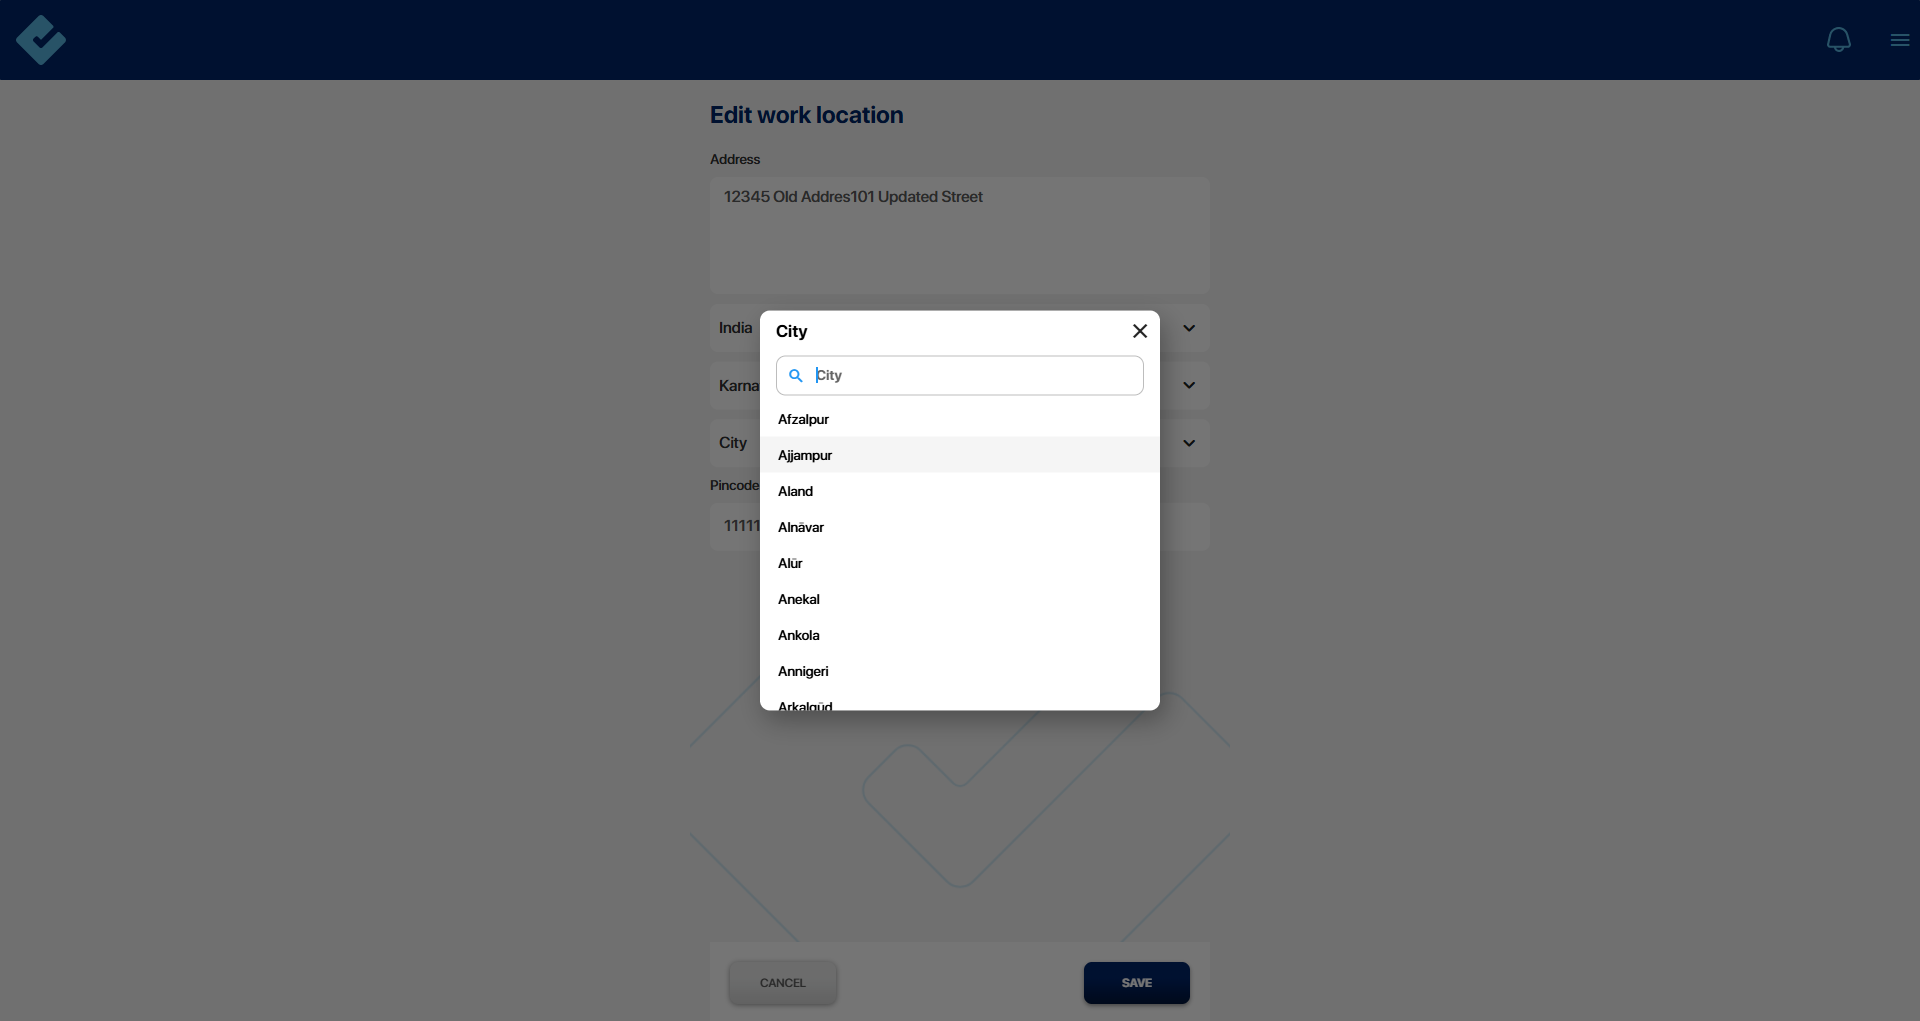 Edit work location
Address
12345 Old Addres101 Updated Street
India
Karna
City
Pincode
11111
City
City
Afzalpur
Ajjampur
Aland
Alnāvar
Alūr
Anekal
Ankola
Annigeri
Arkalgūd
CANCEL
SAVE